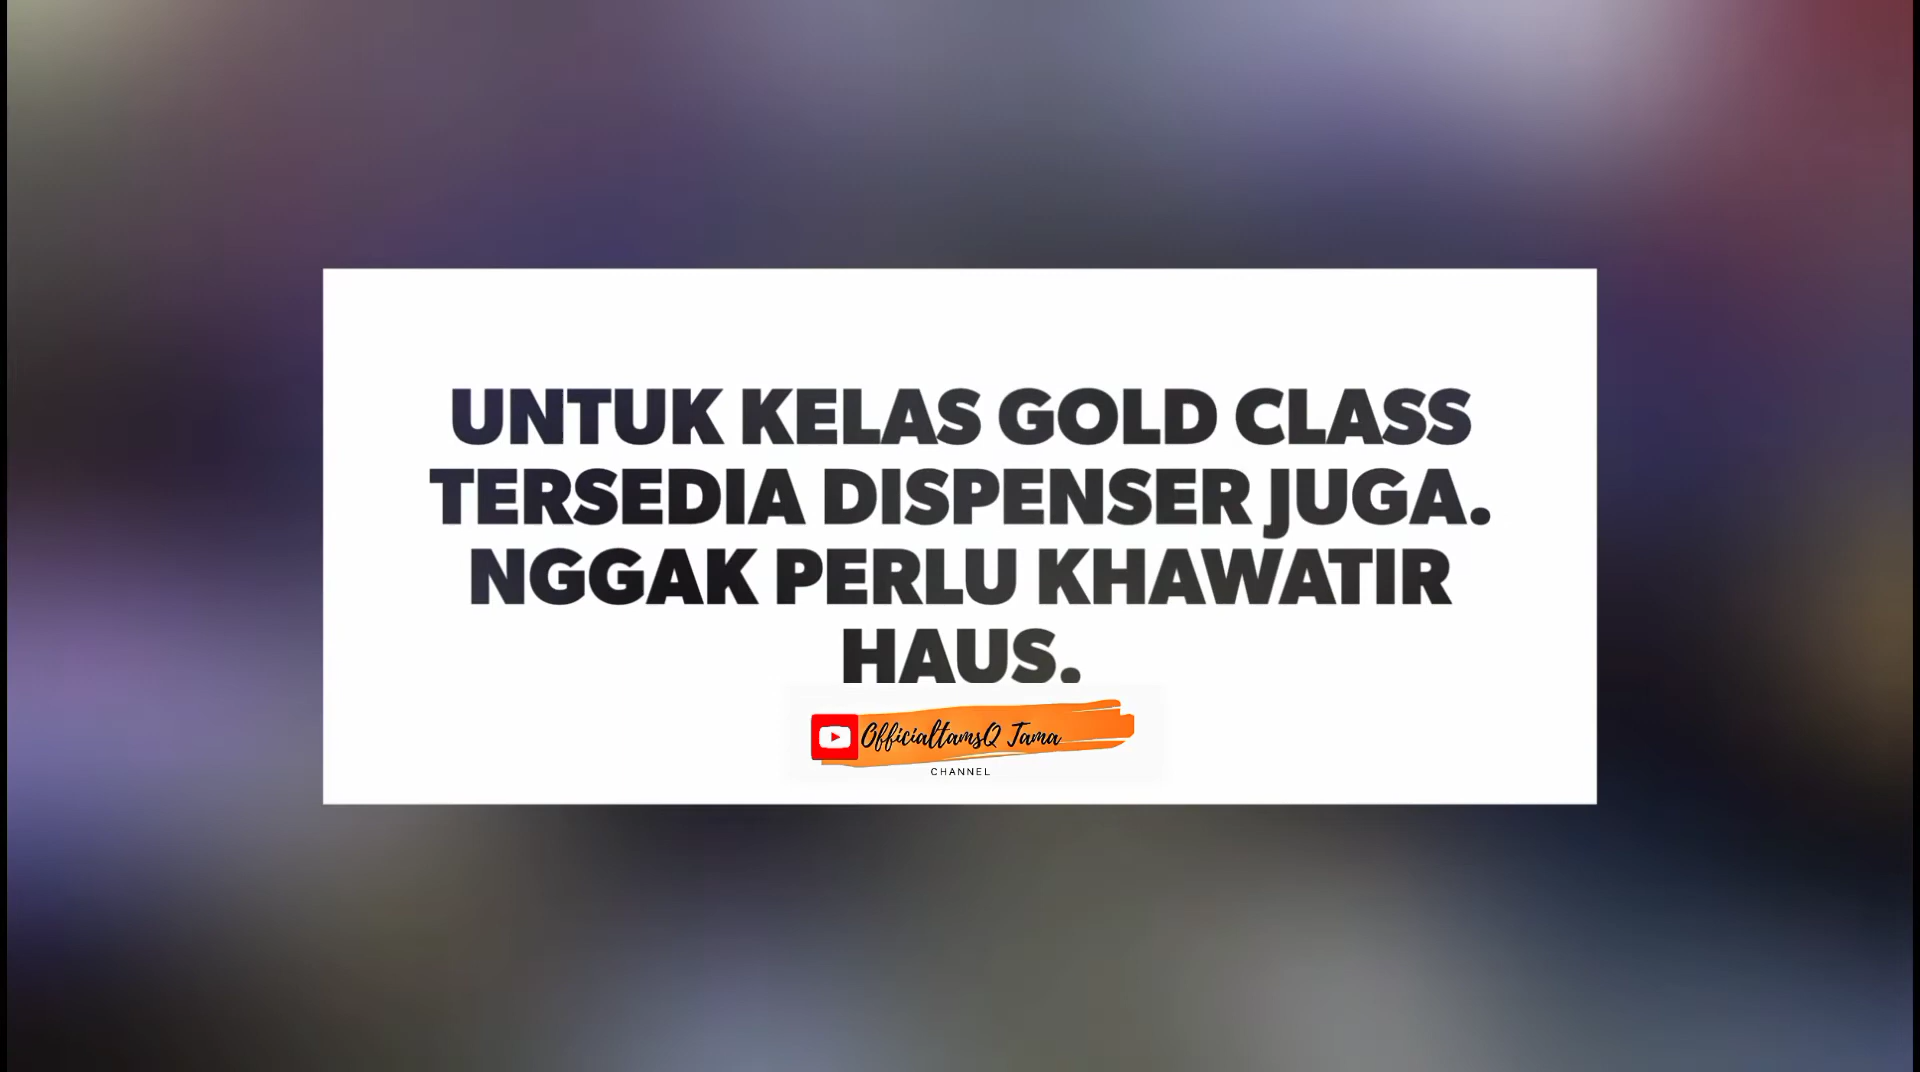 UNTUK KELAS GOLD CLASS
TERSEDIA DISPENSER JUGA.
NGGAK PERLU KHAWATIR
HAUS.
OfficialtamsQ Tama
CHANNEL